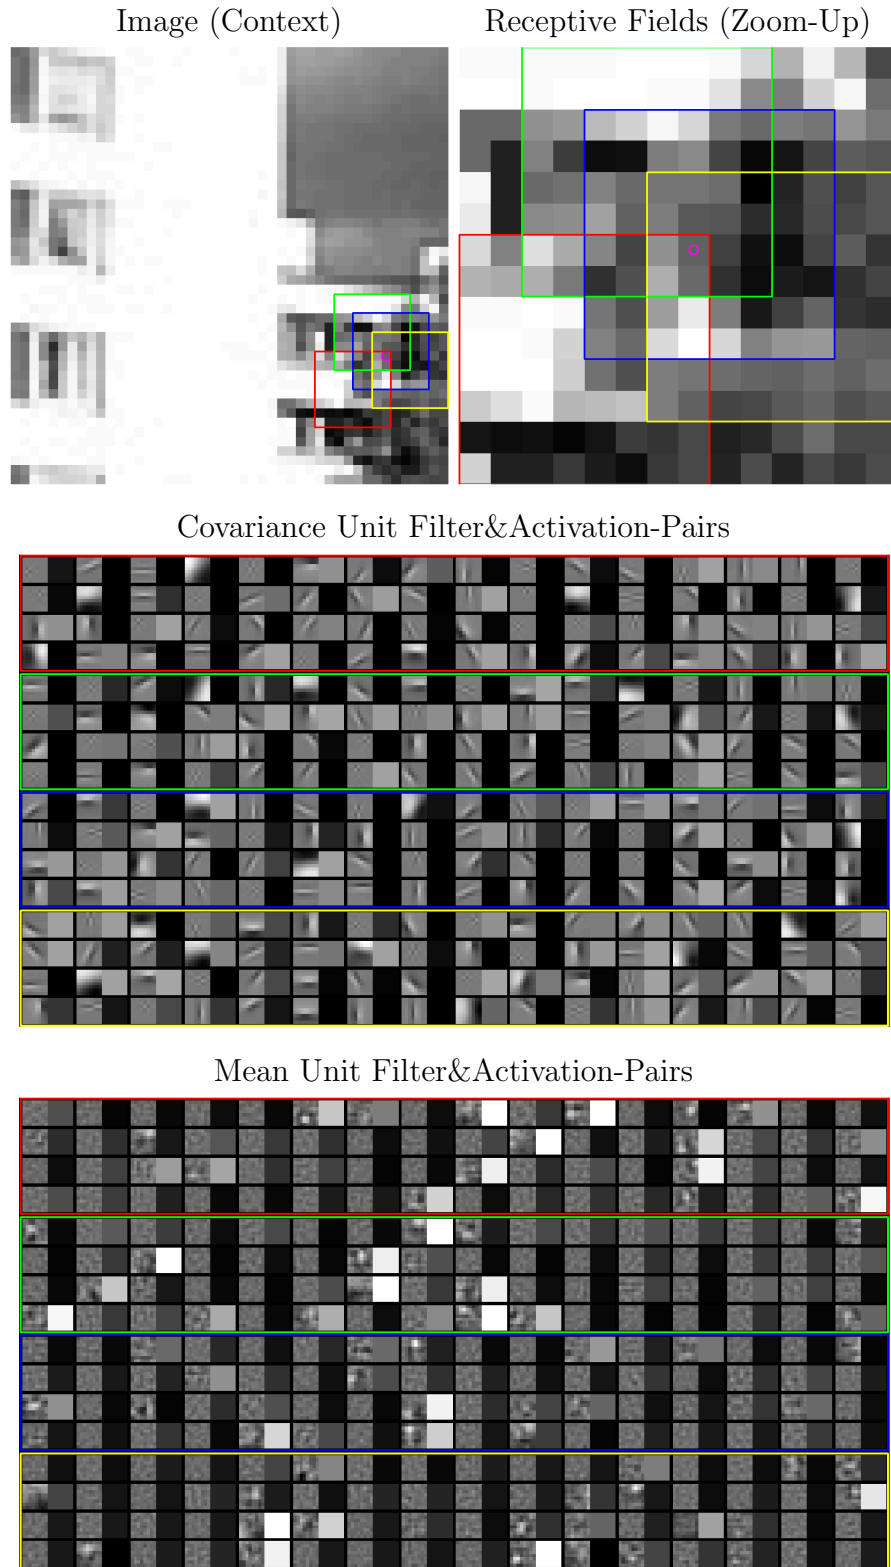 Image (Context)
Receptive Fields (Zoom-Up)
Covariance Unit Filter&Activation-Pairs
Mean Unit Filter&Activation-Pairs